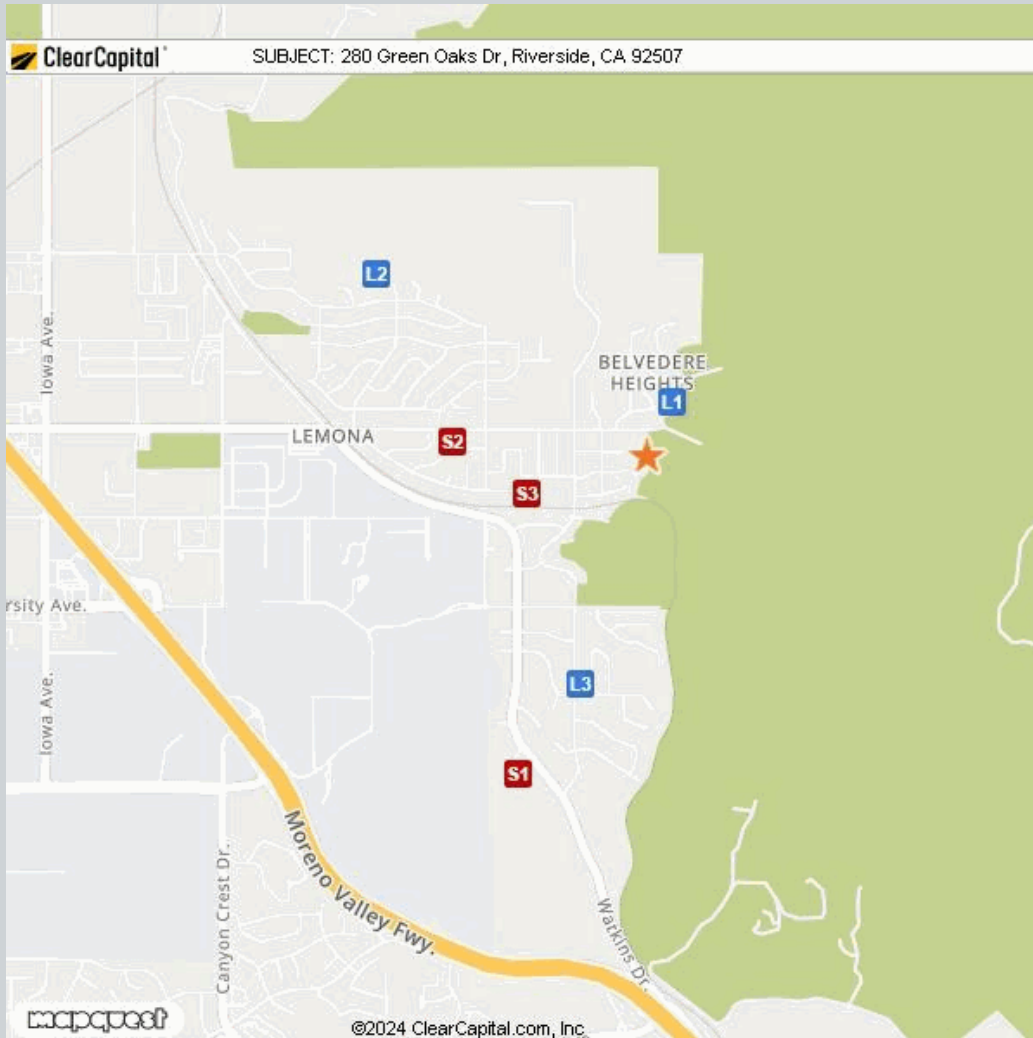 ClearCapital
SUBJECT: 280 Green Oaks Dr, Riverside, CA 92507
L2
Iowa Ave.
BELVEDERE
HEIGHTS
L1
LEMONA
S2
S3
rsity Ave.
L3
Iowa Ave.
S1
Moreno Valley Fwy.
Canyon Crest Dr.
Watkins Dr.
mapquest
©2024 ClearCapital.com, Inc